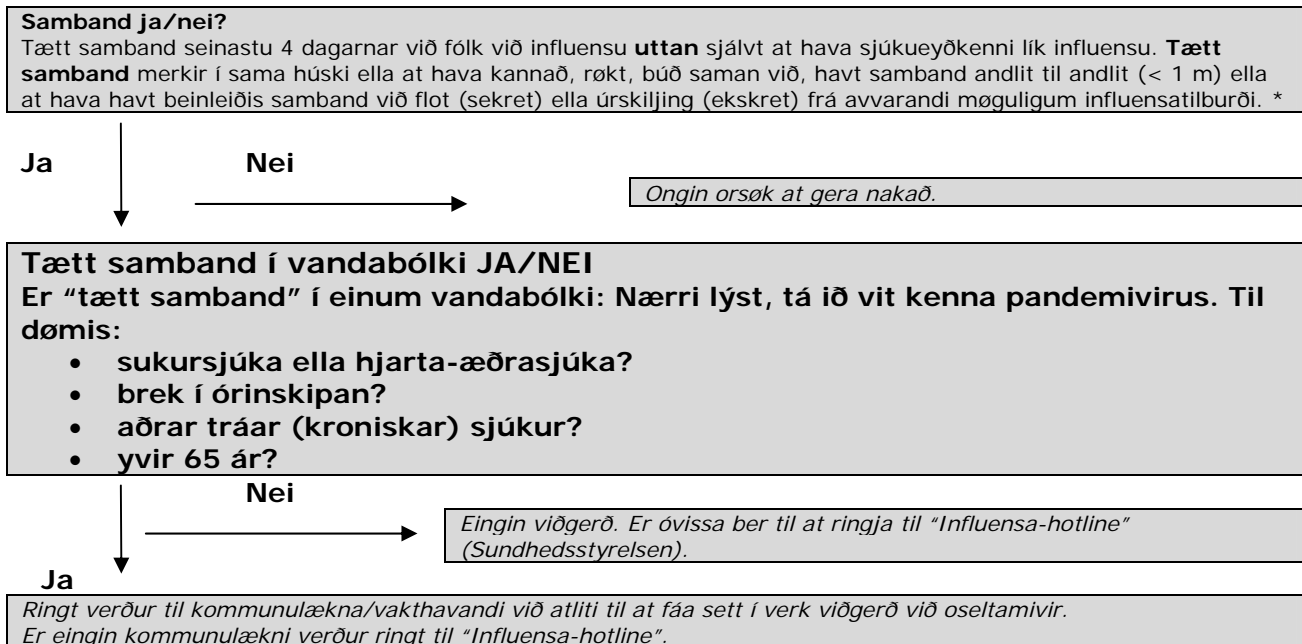 Samband ja/nei?
Tætt samband seinastu 4 dagarnar við fólk við influensu uttan sjálvt at hava sjúkueyðkenni lík influensu. Tætt
samband merkir í sama húski ella at hava kannað, røkt, búð saman við, havt samband andlit til andlit (< 1 m) ella
at hava havt beinleiðis samband við flot (sekret) ella úrskiljing (ekskret) frá avvarandi møguligum influensatilburði. *
Ja Nei
Ongin orsøk at gera nakað.
Tætt samband í vandabólki JA/NEI
Er “tætt samband” í einum vandabólki: Nærri lýst, tá ið vit kenna pandemivirus. Til
dømis:
• sukursjúka ella hjarta-æðrasjúka?
• brek í órinskipan?
• aðrar tráar (kroniskar) sjúkur?
• yvir 65 ár?
Nei
Eingin viðgerð. Er óvissa ber til at ringja til “Influensa-hotline”
(Sundhedsstyrelsen).
Ja
Ringt verður til kommunulækna/vakthavandi við atliti til at fáa sett í verk viðgerð við oseltamivir.
Er eingin kommunulækni verður ringt til “Influensa-hotline”.